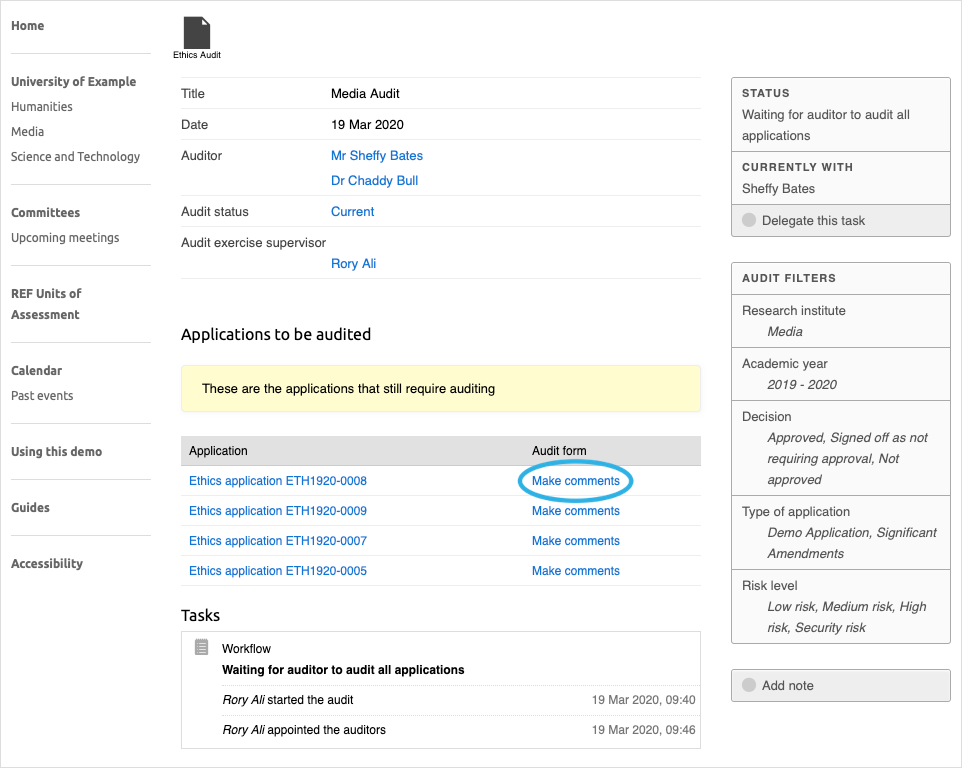 Home
University of Example
Humanities
Media
Science and Technology
Committees
Upcoming meetings
REF Units of
Assessment
Calendar
Past events
Using this demo
Guides
Accessibility
Ethics Audit
Title Media Audit
Date 19 Mar 2020
Auditor Mr Sheffy Bates
Dr Chaddy Bull
Audit status Current
Audit exercise supervisor
Rory Ali
Applications to be audited
These are the applications that still require auditing
Application Audit form
Ethics application ETH1920-0008 Make comments
Ethics application ETH1920-0009 Make comments
Ethics application ETH1920-0007 Make comments
Ethics application ETH1920-0005 Make comments
Tasks
Workflow
Waiting for auditor to audit all applications
Rory Ali started the audit 19 Mar 2020, 09:40
Rory Ali appointed the auditors 19 Mar 2020, 09:46
STATUS
Waiting for auditor to audit all
applications
CURRENTLY WITH
Sheffy Bates
Delegate this task
AUDIT FILTERS
Research institute
Media
Academic year
2019 - 2020
Decision
Approved, Signed off as not
requiring approval, Not
approved
Type of application
Demo Application, Significant
Amendments
Risk level
Low risk, Medium risk, High
risk, Security risk
Add note